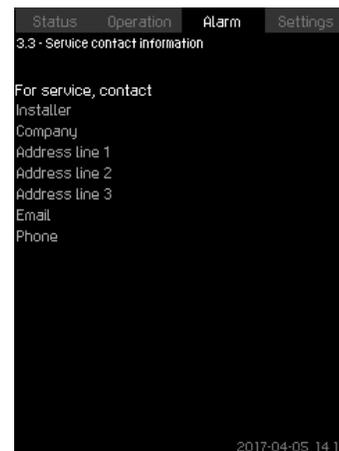 Status Operation Alarm Settings
3.3 - Service contact information
For service, contact
Installer
Company
Address line 1
Address line 2
Address line 3
Email
Phone
2017-04-05 14:1